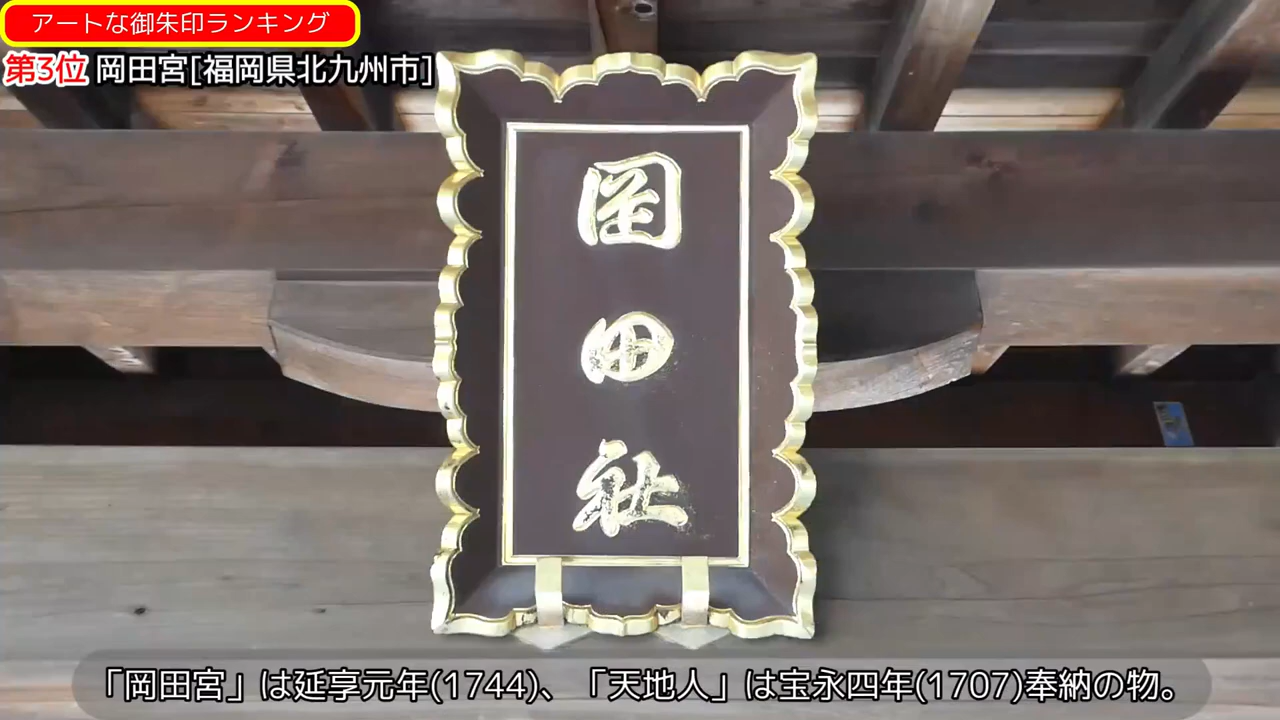 アートな御朱印ランキング
第3位 岡田宮[福岡県北九州市]
岡田社
「岡田宮」は延享元年(1744)、「天地人」は宝永四年(1707)奉納の物。